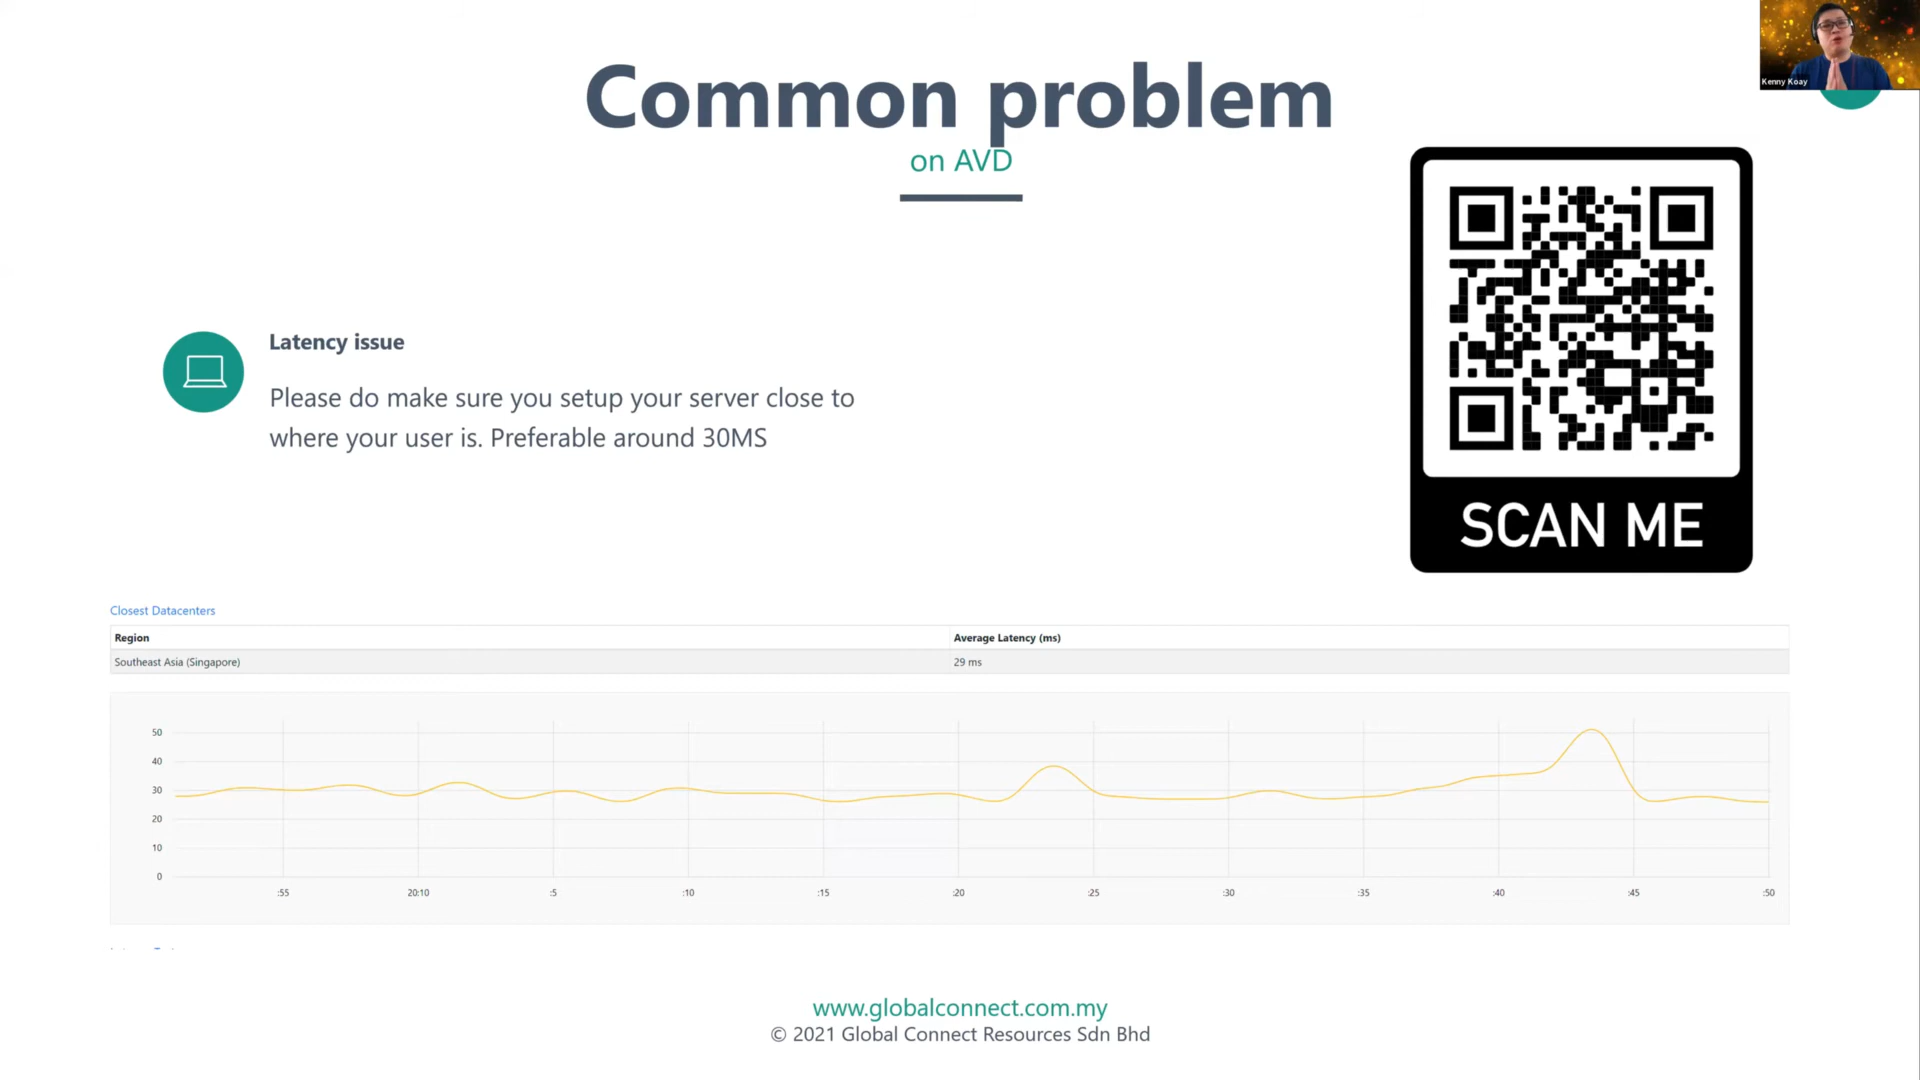 Common problem
on AVD
Kenny Koay
Latency issue
Please do make sure you setup your server close to
where your user is. Preferable around 30MS
SCAN ME
Closest Datacenters
Region Average Latency (ms)
Southeast Asia (Singapore) 29 ms
50
40
30
20
10
0
:55 20:10 :5 :10 :15 :20 :25 :30 :35 :40 :45 :50
www.globalconnect.com.my
© 2021 Global Connect Resources Sdn Bhd